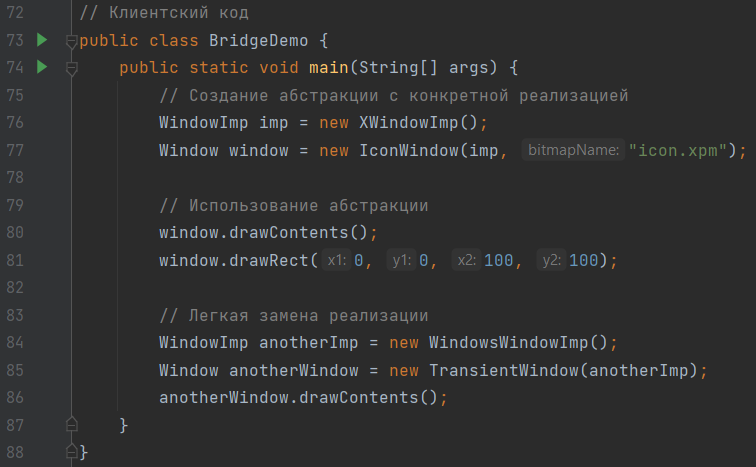 72 // Клиентский код
73 public class BridgeDemo {
74 public static void main(String[] args) {
75 // Создание абстракции с конкретной реализацией
76 WindowImp imp = new XWindowImp();
77 Window window = new IconWindow(imp, bitmapName: "icon.xpm");
78
79 // Использование абстракции
80 window.drawContents();
81 window.drawRect(x1: 0, y1: 0, x2: 100, y2: 100);
82
83 // Легкая замена реализации
84 WindowImp anotherImp = new WindowsWindowImp();
85 Window anotherWindow = new TransientWindow(anotherImp);
86 anotherWindow.drawContents();
87 }
88 }